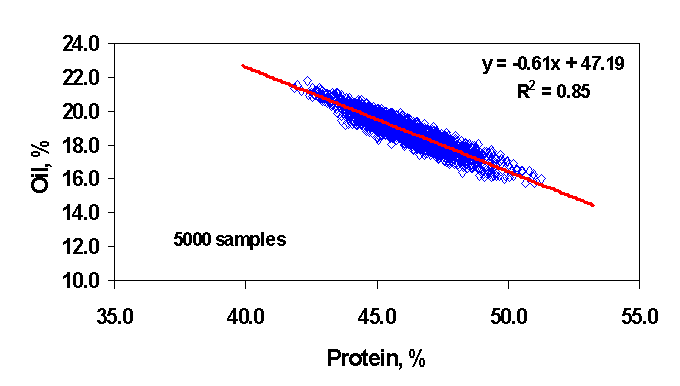 24.0
22.0
20.0
18.0
16.0
14.0
12.0
10.0
Oil, %
y = -0.61x + 47.19
R² = 0.85
5000 samples
35.0 40.0 45.0 50.0 55.0
Protein, %